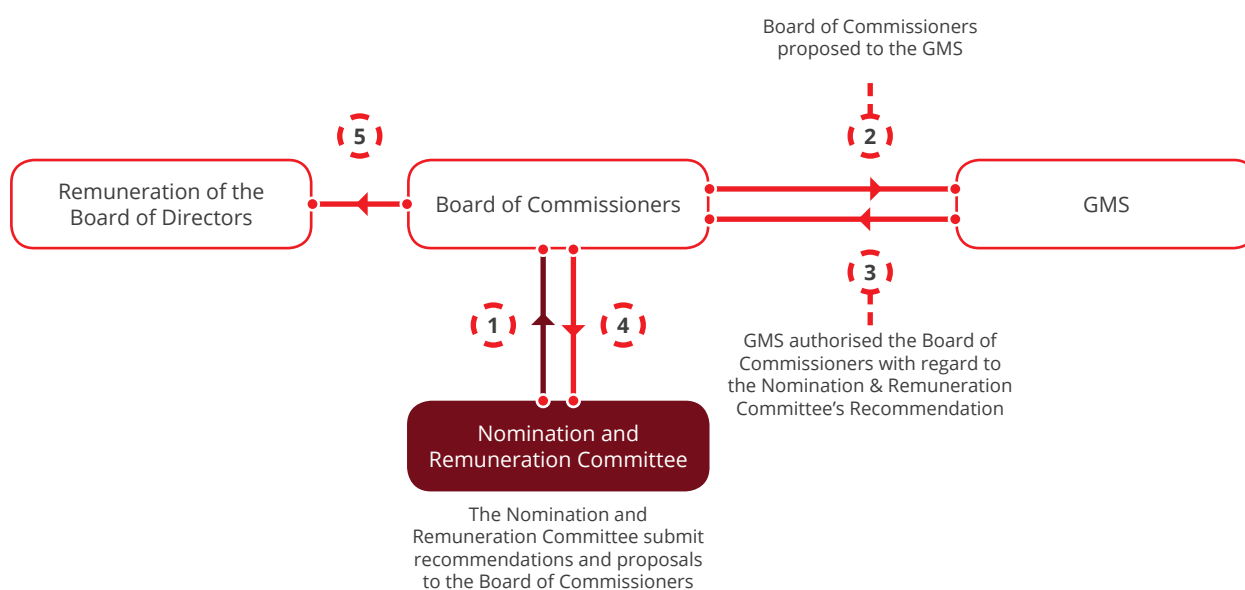 Board of Commissioners
proposed to the GMS
5
2
Remuneration of the
Board of Directors
Board of Commissioners
GMS
3
1
4
GMS authorised the Board of
Commissioners with regard to
the Nomination & Remuneration
Committee’s Recommendation
Nomination and
Remuneration Committee
The Nomination and
Remuneration Committee submit
recommendations and proposals
to the Board of Commissioners